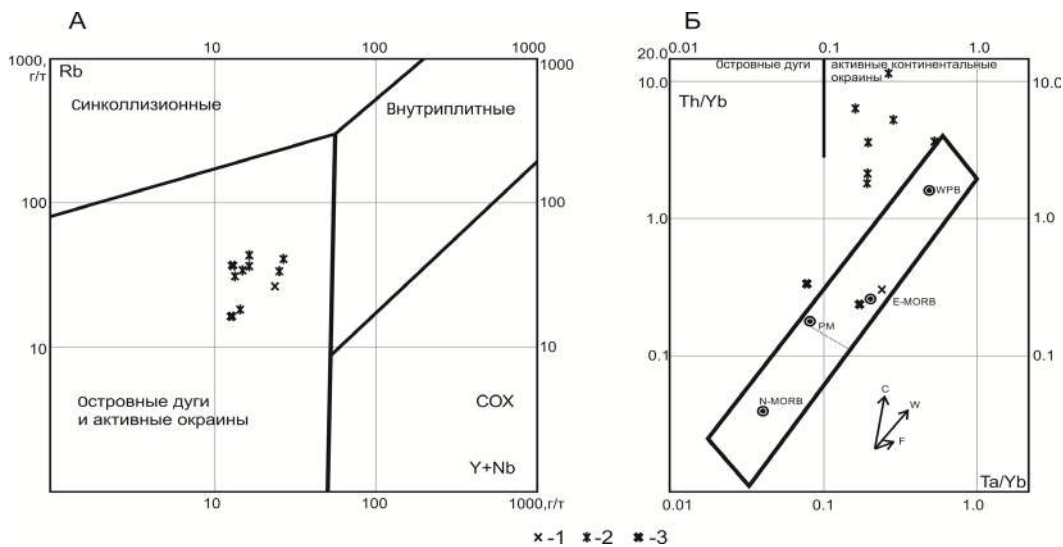 А
10
100
1000
1000,
г/т
Rb
1000
Синколлизионные
Внутриплитные
100
100
10
10
Островные дуги
и активные окраины
СОХ
Y+Nb
10
100
1000,г/т
Б
0.01
0.1
1.0
20.0
Островные дуги
активные континентальные
окраины
10.0
10.0
Th/Yb
WPB
1.0
1.0
E-MORB
PM
0.1
0.1
N-MORB
C
W
F
Ta/Yb
0.01
0.1
1.0
-1 -2 -3